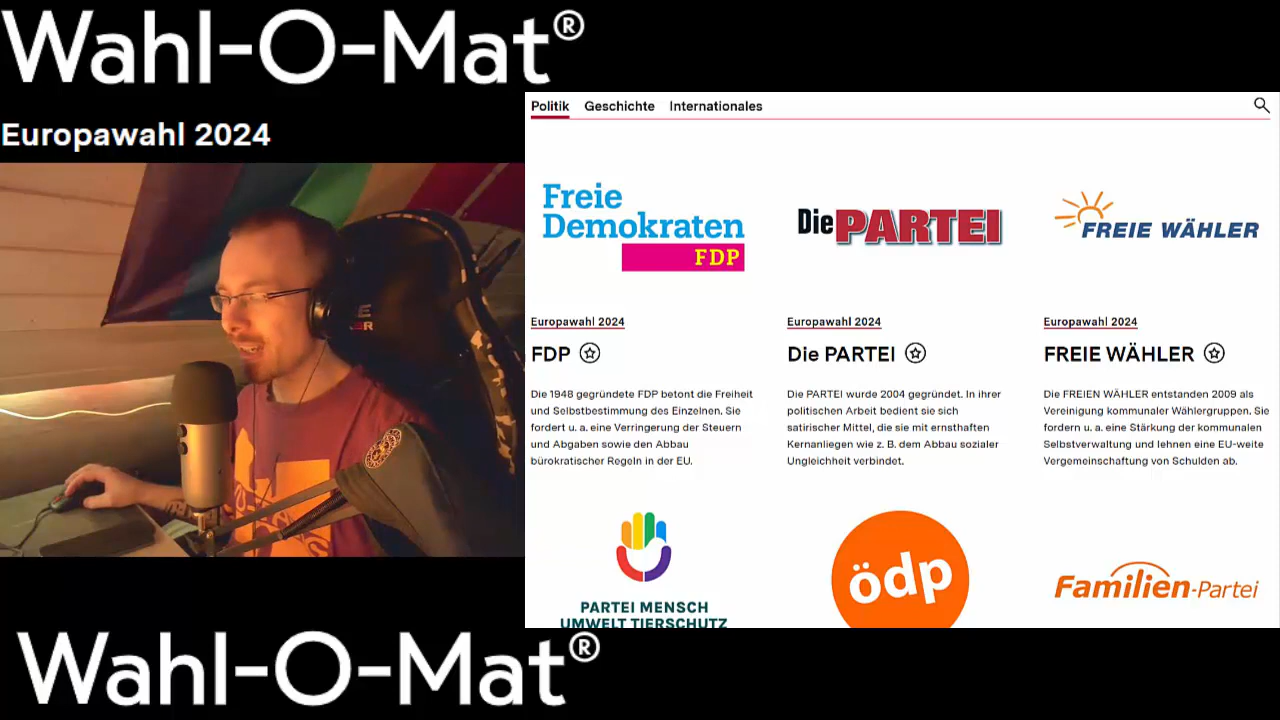 Wahl-O-Mat®
Europawahl 2024
Politik Geschichte Internationales
Freie
Demokraten
FDP
Die PARTEI
FREIE WÄHLER
Europawahl 2024
FDP
Die 1948 gegründete FDP betont die Freiheit
und Selbstbestimmung des Einzelnen. Sie
fordert u. a. eine Verringerung der Steuern
und Abgaben sowie den Abbau
bürokratischer Regeln in der EU.
Europawahl 2024
Die PARTEI
Die PARTEI wurde 2004 gegründet. In ihrer
politischen Arbeit bedient sie sich
satirischer Mittel, die sie mit ernsthaften
Kernanliegen wie z. B. dem Abbau sozialer
Ungleichheit verbindet.
Europawahl 2024
FREIE WÄHLER
Die FREIEN WÄHLER entstanden 2009 als
Vereinigung kommunaler Wählergruppen. Sie
fordern u. a. eine Stärkung der kommunalen
Selbstverwaltung und lehnen eine EU-weite
Vergemeinschaftung von Schulden ab.
PARTEI MENSCH
UMWELT TIERSCHUTZ
ödp
Familien-Partei
Wahl-O-Mat®